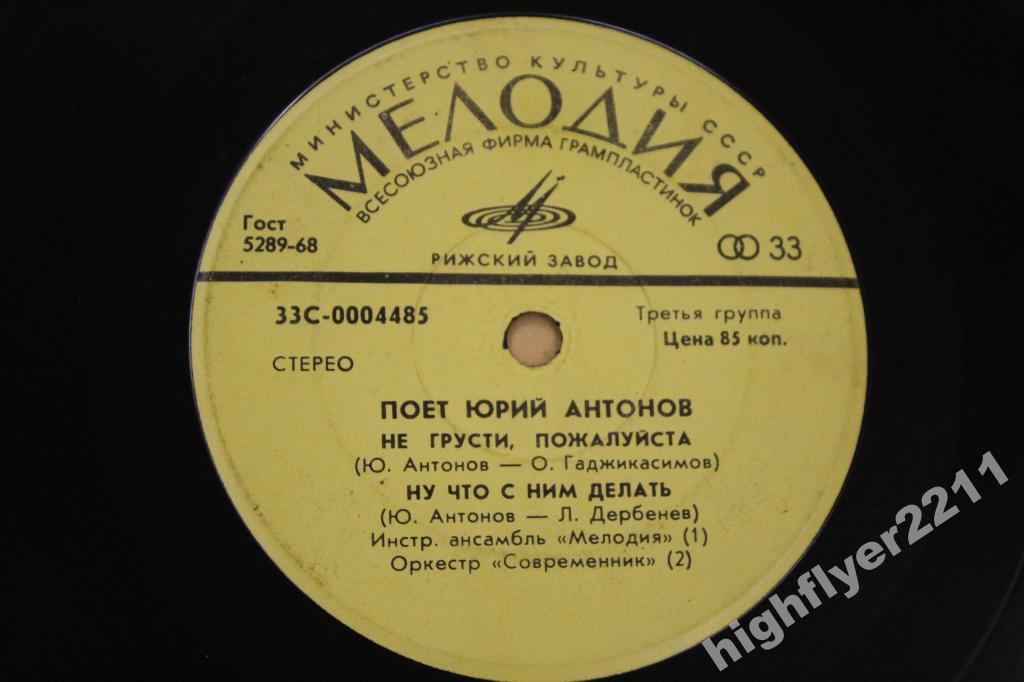 МИНИСТЕРСТВО КУЛЬТУРЫ СССР
МЕЛОДИЯ
ВСЕСОЮЗНАЯ ФИРМА ГРАМПЛАСТИНОК
Гост
5289-68
РИЖСКИЙ ЗАВОД
33
33С-0004485
Третья группа
Цена 85 коп.
СТЕРЕО
ПОЕТ ЮРИЙ АНТОНОВ
НЕ ГРУСТИ, ПОЖАЛУЙСТА
(Ю. Антонов — О. Гаджикасимов)
НУ ЧТО С НИМ ДЕЛАТЬ
(Ю. Антонов — Л. Дербенев)
Инстр. ансамбль «Мелодия» (1)
Оркестр «Современник» (2)
highflyer2211